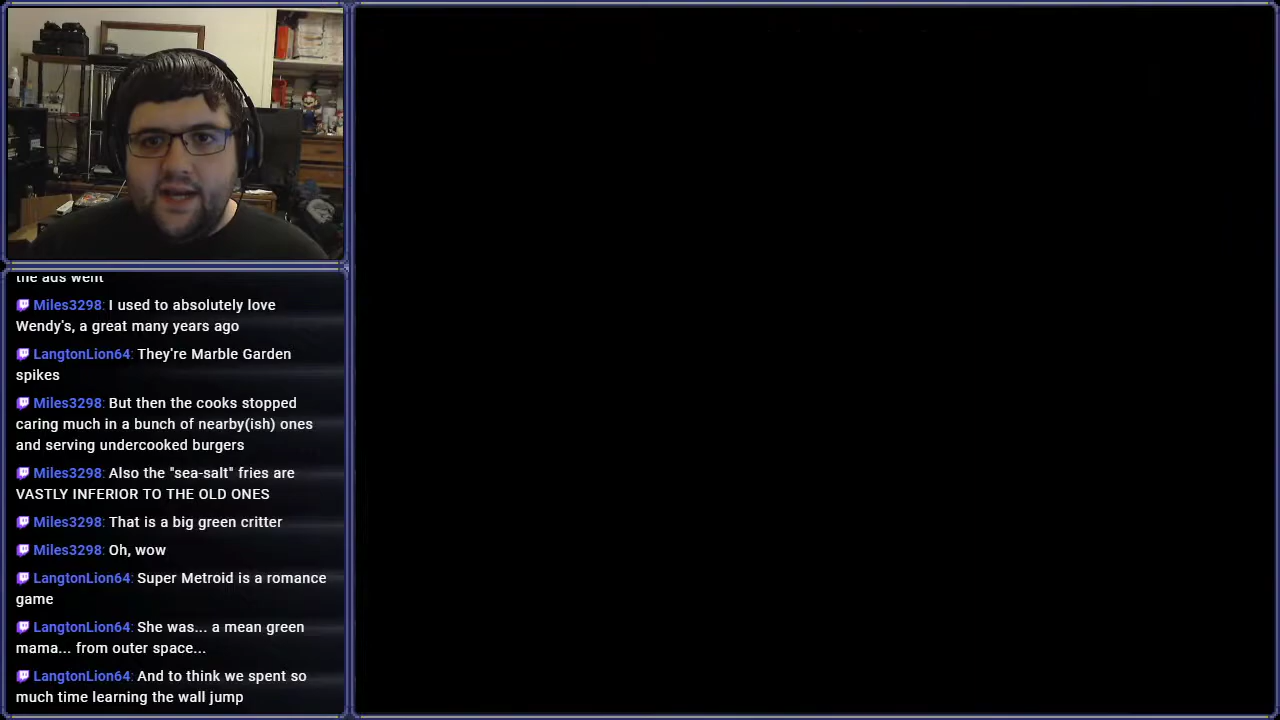 the ads went
Miles3298: I used to absolutely love
Wendy's, a great many years ago
LangtonLion64: They're Marble Garden
spikes
Miles3298: But then the cooks stopped
caring much in a bunch of nearby(ish) ones
and serving undercooked burgers
Miles3298: Also the "sea-salt" fries are
VASTLY INFERIOR TO THE OLD ONES
Miles3298: That is a big green critter
Miles3298: Oh, wow
LangtonLion64: Super Metroid is a romance
game
LangtonLion64: She was... a mean green
mama... from outer space...
LangtonLion64: And to think we spent so
much time learning the wall jump